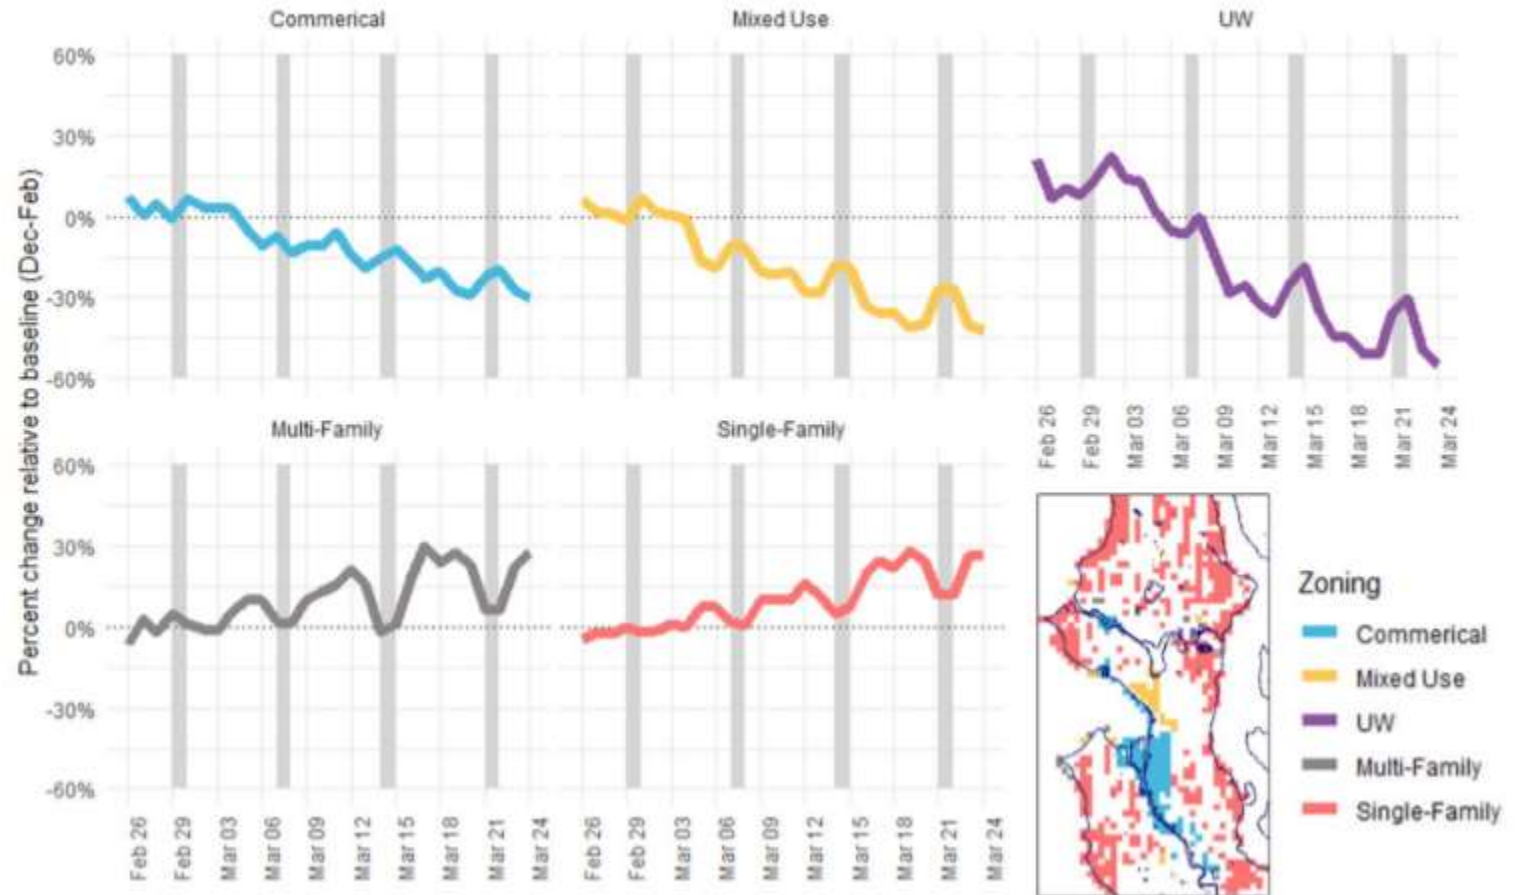 Commerical
Mixed Use
UW
Percent change relative to baseline (Dec-Feb)
60%
30%
0%
-30%
-60%
Feb 26
Feb 29
Mar 03
Mar 06
Mar 09
Mar 12
Mar 15
Mar 18
Mar 21
Mar 24
Multi-Family
Single-Family
60%
30%
0%
-30%
-60%
Feb 26
Feb 29
Mar 03
Mar 06
Mar 09
Mar 12
Mar 15
Mar 18
Mar 21
Mar 24
Feb 26
Feb 29
Mar 03
Mar 06
Mar 09
Mar 12
Mar 15
Mar 18
Mar 21
Mar 24
Zoning
Commerical
Mixed Use
UW
Multi-Family
Single-Family